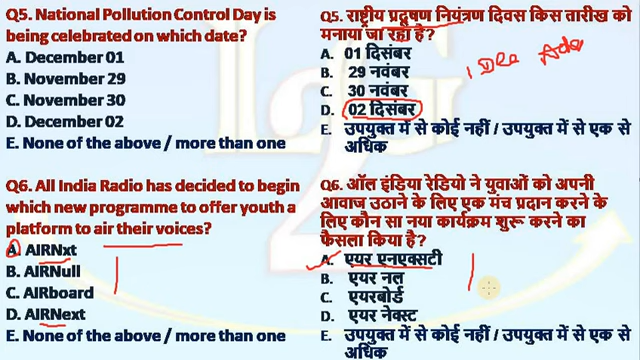 Q5. National Pollution Control Day is
being celebrated on which date?
A. December 01
B. November 29
C. November 30
D. December 02
E. None of the above / more than one
Q6. All India Radio has decided to begin
which new programme to offer youth a
platform to air their voices?
A. AIRNxt
B. AIRNull
C. AIRboard
D. AIRNext
E. None of the above / more than one
Q5. राष्ट्रीय प्रदूषण नियंत्रण दिवस किस तारीख को
मनाया जा रहा है?
A. 01 दिसंबर
B. 29 नवंबर
C. 30 नवंबर
D. 02 दिसंबर
E. उपयुक्त में से कोई नहीं / उपयुक्त में से एक से
अधिक
1 Dec
Q6. ऑल इंडिया रेडियो ने युवाओं को अपनी
आवाज उठाने के लिए एक मंच प्रदान करने के
लिए कौन सा नया कार्यक्रम शुरू करने का
फैसला किया है?
A. एयर एनएक्सटी
B. एयर नल
C. एयरबोर्ड
D. एयर नेक्स्ट
E. उपयुक्त में से कोई नहीं / उपयुक्त में से एक से
अधिक